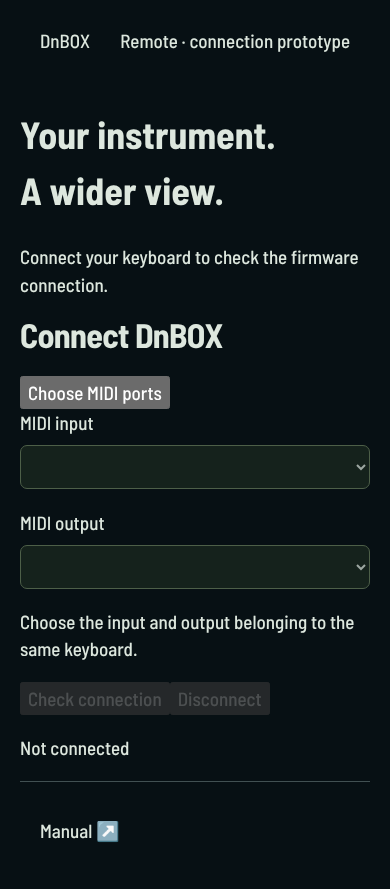 DnBOX Remote · connection prototype
Your instrument.
A wider view.
Connect your keyboard to check the firmware
connection.
Connect DnBOX
Choose MIDI ports
MIDI input
MIDI output
Choose the input and output belonging to the
same keyboard.
Check connection Disconnect
Not connected
Manual ↗